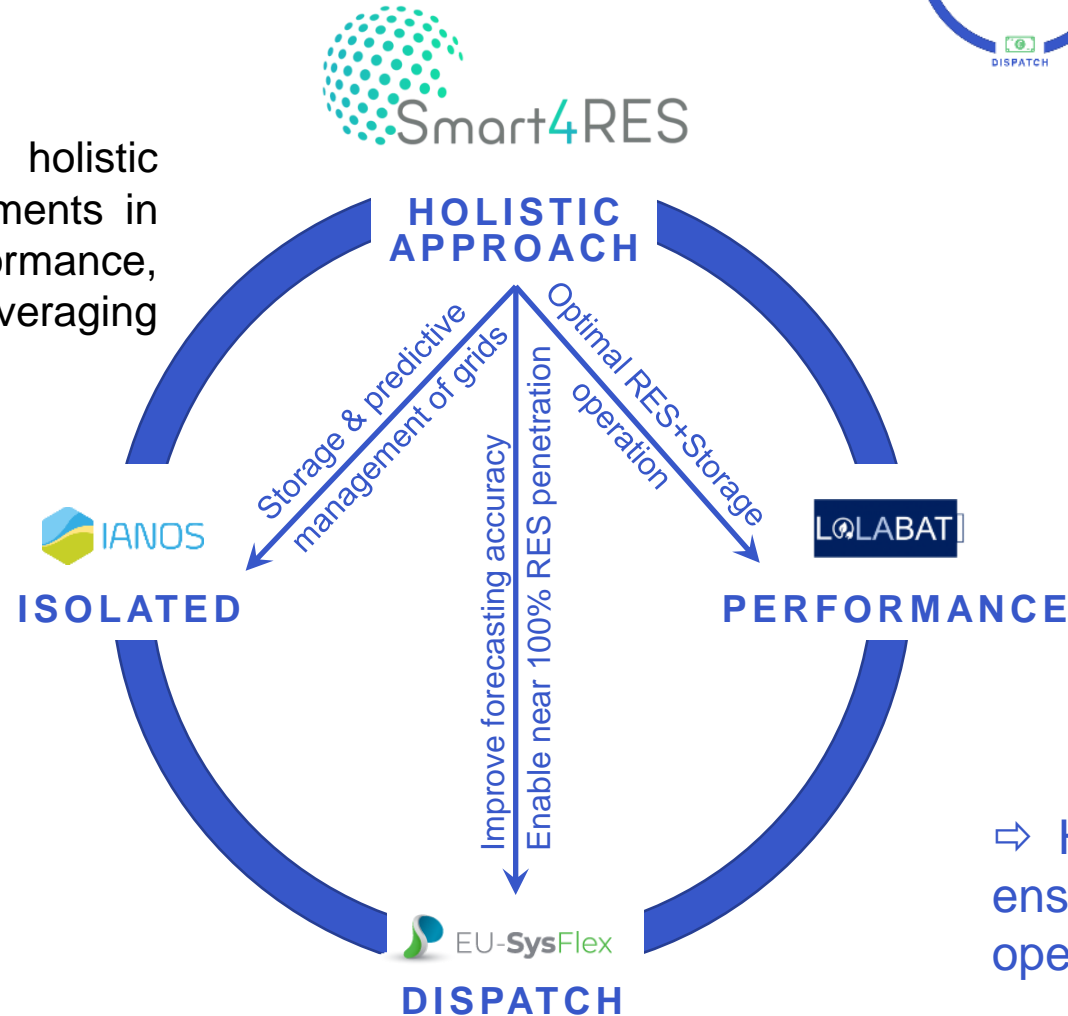 DISPATCH
Smart4RES
holistic
ments in
ormance,
veraging
HOLISTIC
APPROACH
Storage & predictive
management of grids
Improve forecasting accuracy
Enable near 100% RES penetration
Optimal RES+Storage
operation
IANOS
ISOLATED
LOLABAT
PERFORMANCE
⇨ H
ens
ope
EU-SysFlex
DISPATCH